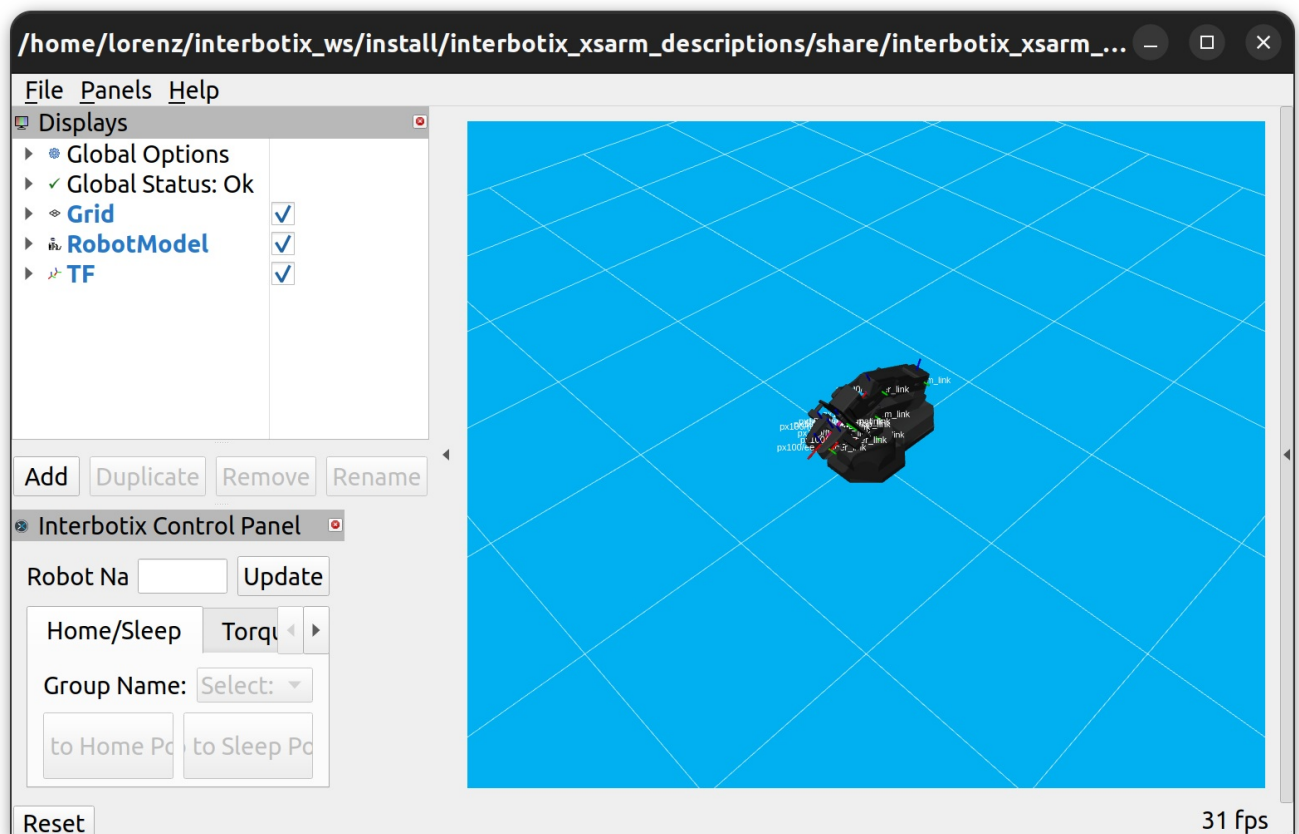 /home/lorenz/interbotix_ws/install/interbotix_xsarm_descriptions/share/interbotix_xsarm_...
File Panels Help
Displays
Global Options
Global Status: Ok
Grid
RobotModel
TF
Add Duplicate Remove Rename
Interbotix Control Panel
Robot Na Update
Home/Sleep Torqu
Group Name: Select:
to Home Po to Sleep Po
Reset
31 fps